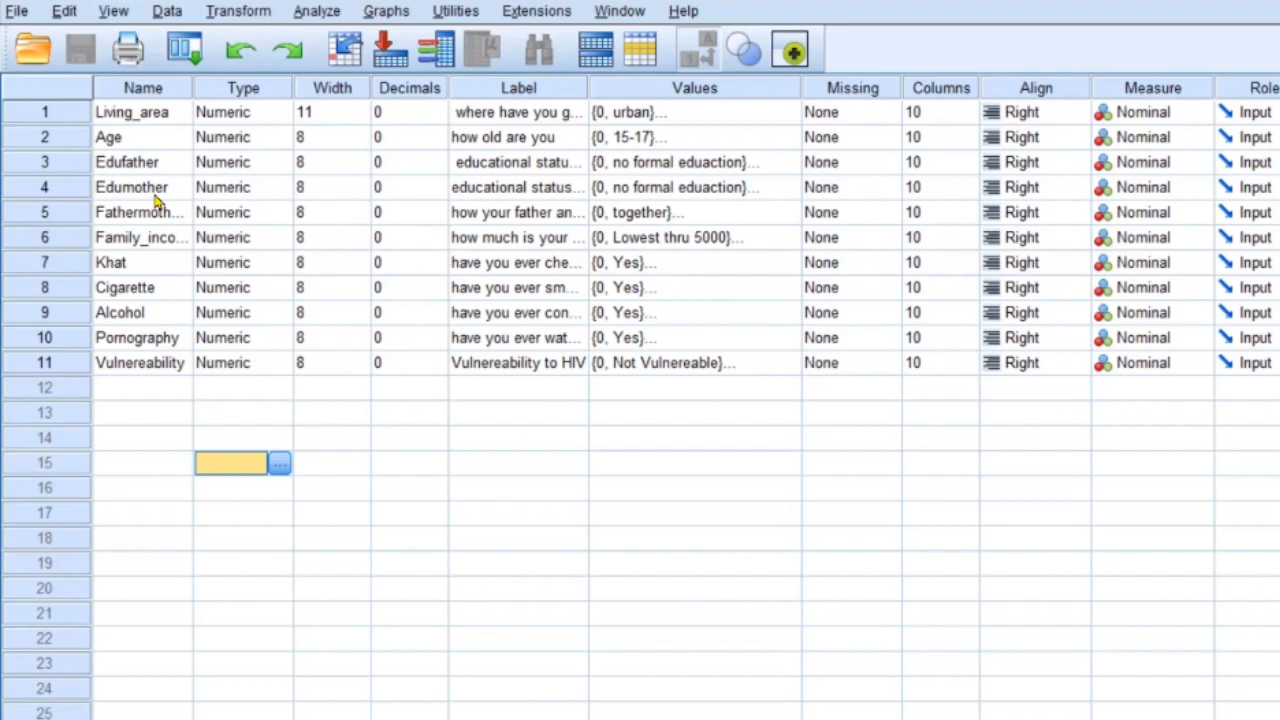 File Edit View Data Transform Analyze Graphs Utilities Extensions Window Help
Name Type Width Decimals Label Values Missing Columns Align Measure Role
1 Living_area Numeric 11 0 where have you g... {0, urban}... None 10 Right Nominal Input
2 Age Numeric 8 0 how old are you {0, 15-17}... None 10 Right Nominal Input
3 Edufather Numeric 8 0 educational statu... {0, no formal eduaction}... None 10 Right Nominal Input
4 Edumother Numeric 8 0 educational status... {0, no formal eduaction}... None 10 Right Nominal Input
5 Fathermoth... Numeric 8 0 how your father an... {0, together}... None 10 Right Nominal Input
6 Family_inco... Numeric 8 0 how much is your ... {0, Lowest thru 5000}... None 10 Right Nominal Input
7 Khat Numeric 8 0 have you ever che... {0, Yes}... None 10 Right Nominal Input
8 Cigarette Numeric 8 0 have you ever sm... {0, Yes}... None 10 Right Nominal Input
9 Alcohol Numeric 8 0 have you ever con... {0, Yes}... None 10 Right Nominal Input
10 Pornography Numeric 8 0 have you ever wat... {0, Yes}... None 10 Right Nominal Input
11 Vulnereability Numeric 8 0 Vulnereability to HIV {0, Not Vulnereable}... None 10 Right Nominal Input
12
13
14
15 ...
16
17
18
19
20
21
22
23
24
25